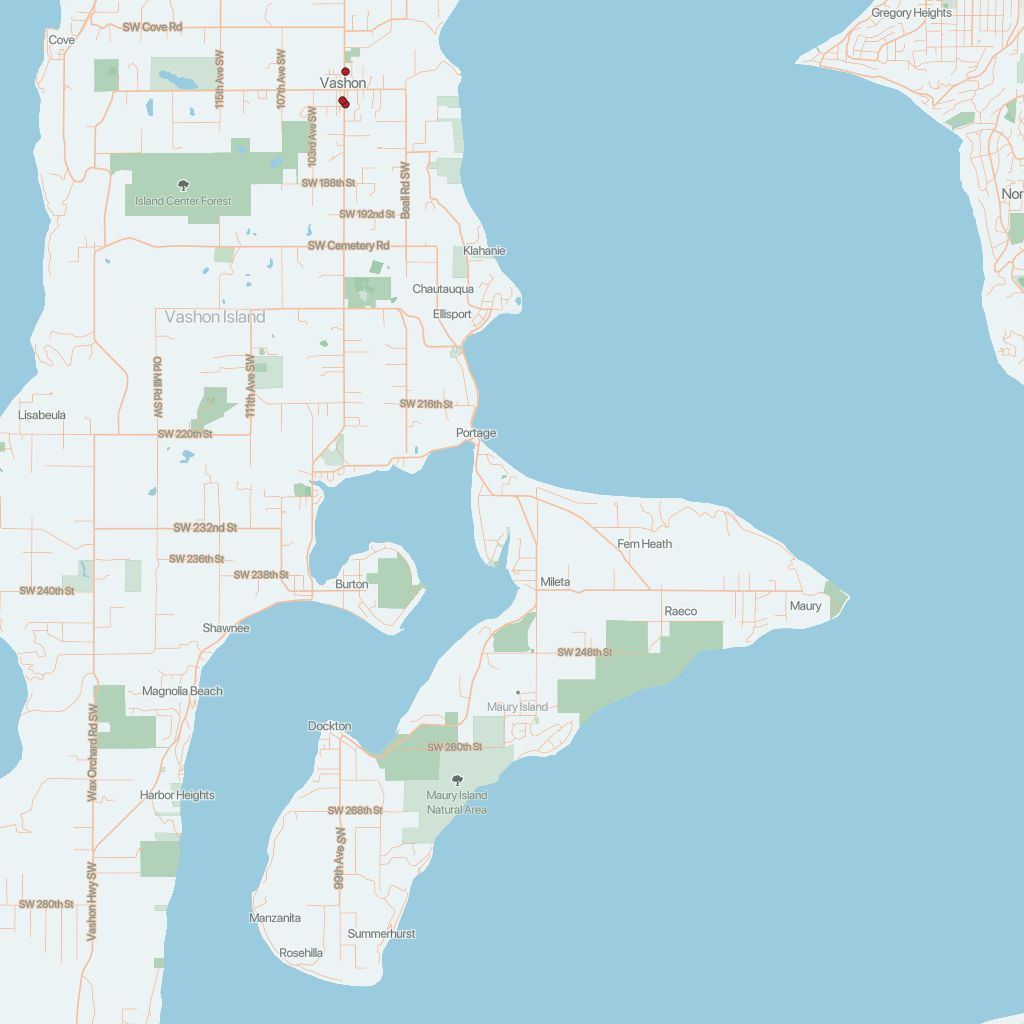 Gregory Heights
SW Cove Rd
Cove
115th Ave SW
107th Ave SW
Vashon
103rd Ave SW
SW 188th St
Beall Rd SW
Island Center Forest
Nor
SW 192nd St
SW Cemetery Rd
Klahanie
Chautauqua
Ellisport
Vashon Island
Old Mill Rd SW
111th Ave SW
SW 216th St
Lisabeula
SW 220th St
Portage
SW 232nd St
Fern Heath
SW 236th St
SW 238th St
Burton
Mileta
SW 240th St
Maury
Raeco
Shawnee
SW 248th St
Magnolia Beach
Maury Island
Dockton
Wax Orchard Rd SW
SW 260th St
Harbor Heights
Maury Island
Natural Area
SW 268th St
99th Ave SW
Vashon Hwy SW
SW 280th St
Manzanita
Summerhurst
Rosehilla